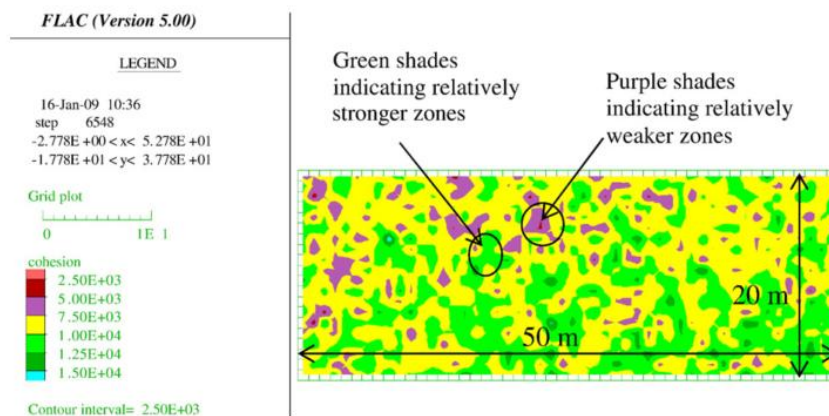 FLAC (Version 5.00)
LEGEND
16-Jan-09 10:36
step 6548
-2.778E+00 <x< 5.278E+01
-1.778E+01 <y< 3.778E+01
Grid plot
0 1E 1
cohesion
2.50E+03
5.00E+03
7.50E+03
1.00E+04
1.25E+04
1.50E+04
Contour interval= 2.50E+03
Green shades
indicating relatively
stronger zones
Purple shades
indicating relatively
weaker zones
20 m
50 m